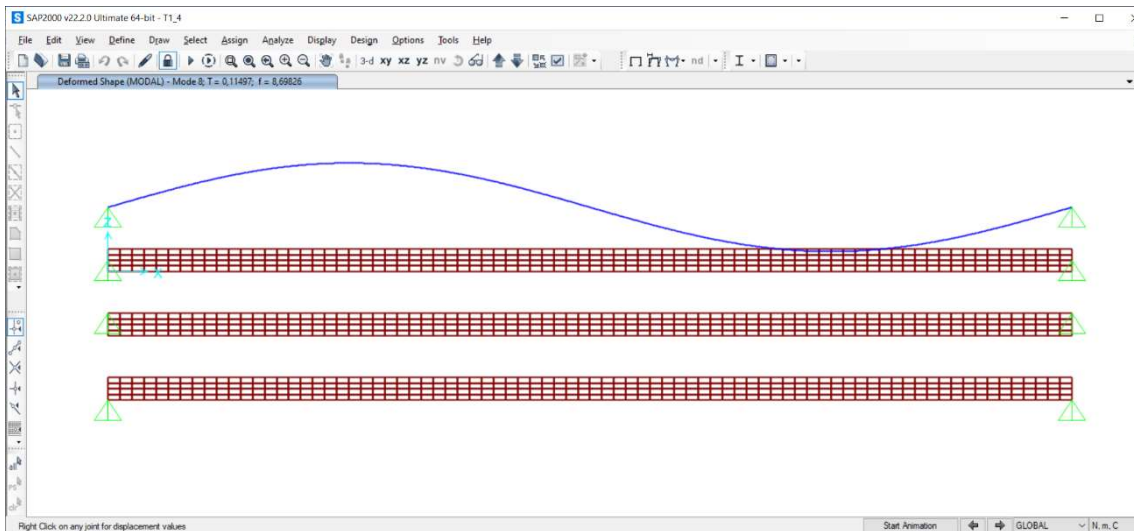 SAP2000 v22.2.0 Ultimate 64-bit - T1_4
File Edit View Define Draw Select Assign Analyze Display Design Options Tools Help
3-d xy xz yz nv nd
Deformed Shape (MODAL) - Mode 8; T = 0,11497; f = 8,69826
Z
X
all
Right Click on any joint for displacement values Start Animation GLOBAL N, m, C